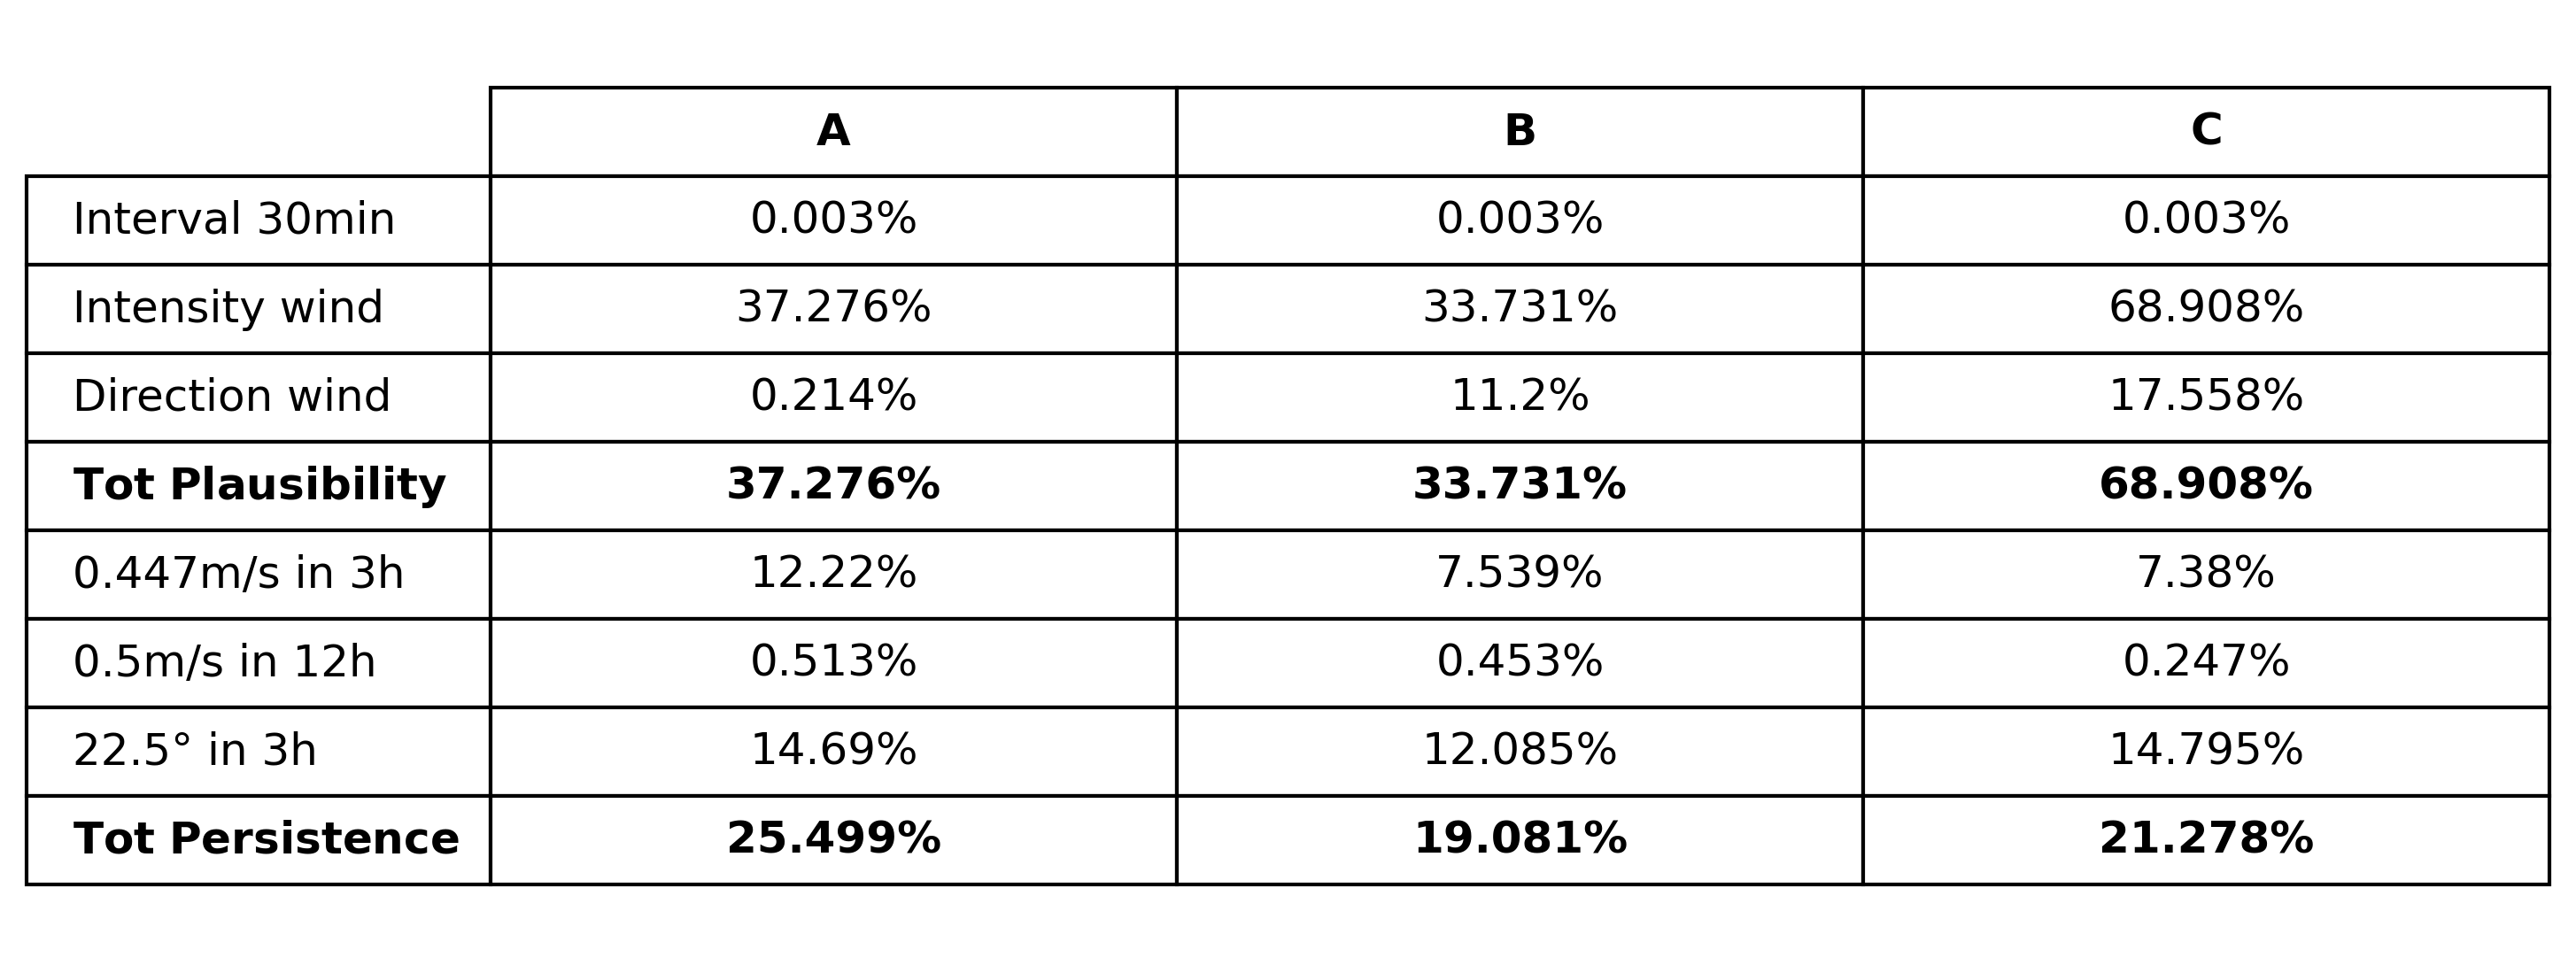 A B C
Interval 30min 0.003% 0.003% 0.003%
Intensity wind 37.276% 33.731% 68.908%
Direction wind 0.214% 11.2% 17.558%
Tot Plausibility 37.276% 33.731% 68.908%
0.447m/s in 3h 12.22% 7.539% 7.38%
0.5m/s in 12h 0.513% 0.453% 0.247%
22.5° in 3h 14.69% 12.085% 14.795%
Tot Persistence 25.499% 19.081% 21.278%